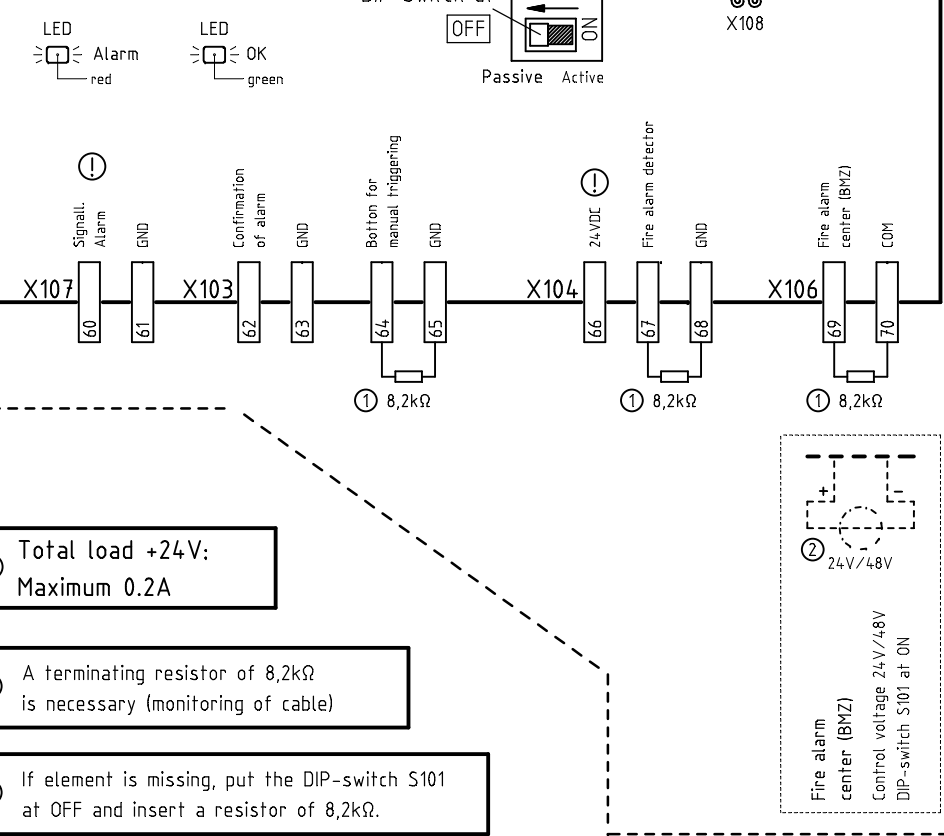 OFF
ON
X108
LED
Alarm
red
LED
OK
green
Passive Active
!
Signall.
Alarm
GND
Confirmation
of alarm
GND
Botton for
manual triggering
GND
!
24VDC
Fire alarm detector
GND
Fire alarm
center (BMZ)
COM
X107
60
61
X103
62
63
64
65
X104
66
67
68
X106
69
70
1 8,2kΩ
1 8,2kΩ
1 8,2kΩ
+
-
2
24V/48V
Total load +24V:
Maximum 0.2A
A terminating resistor of 8,2kΩ
is necessary (monitoring of cable)
If element is missing, put the DIP-switch S101
at OFF and insert a resistor of 8,2kΩ.
Fire alarm
center (BMZ)
Control voltage 24V/48V
DIP-switch S101 at ON